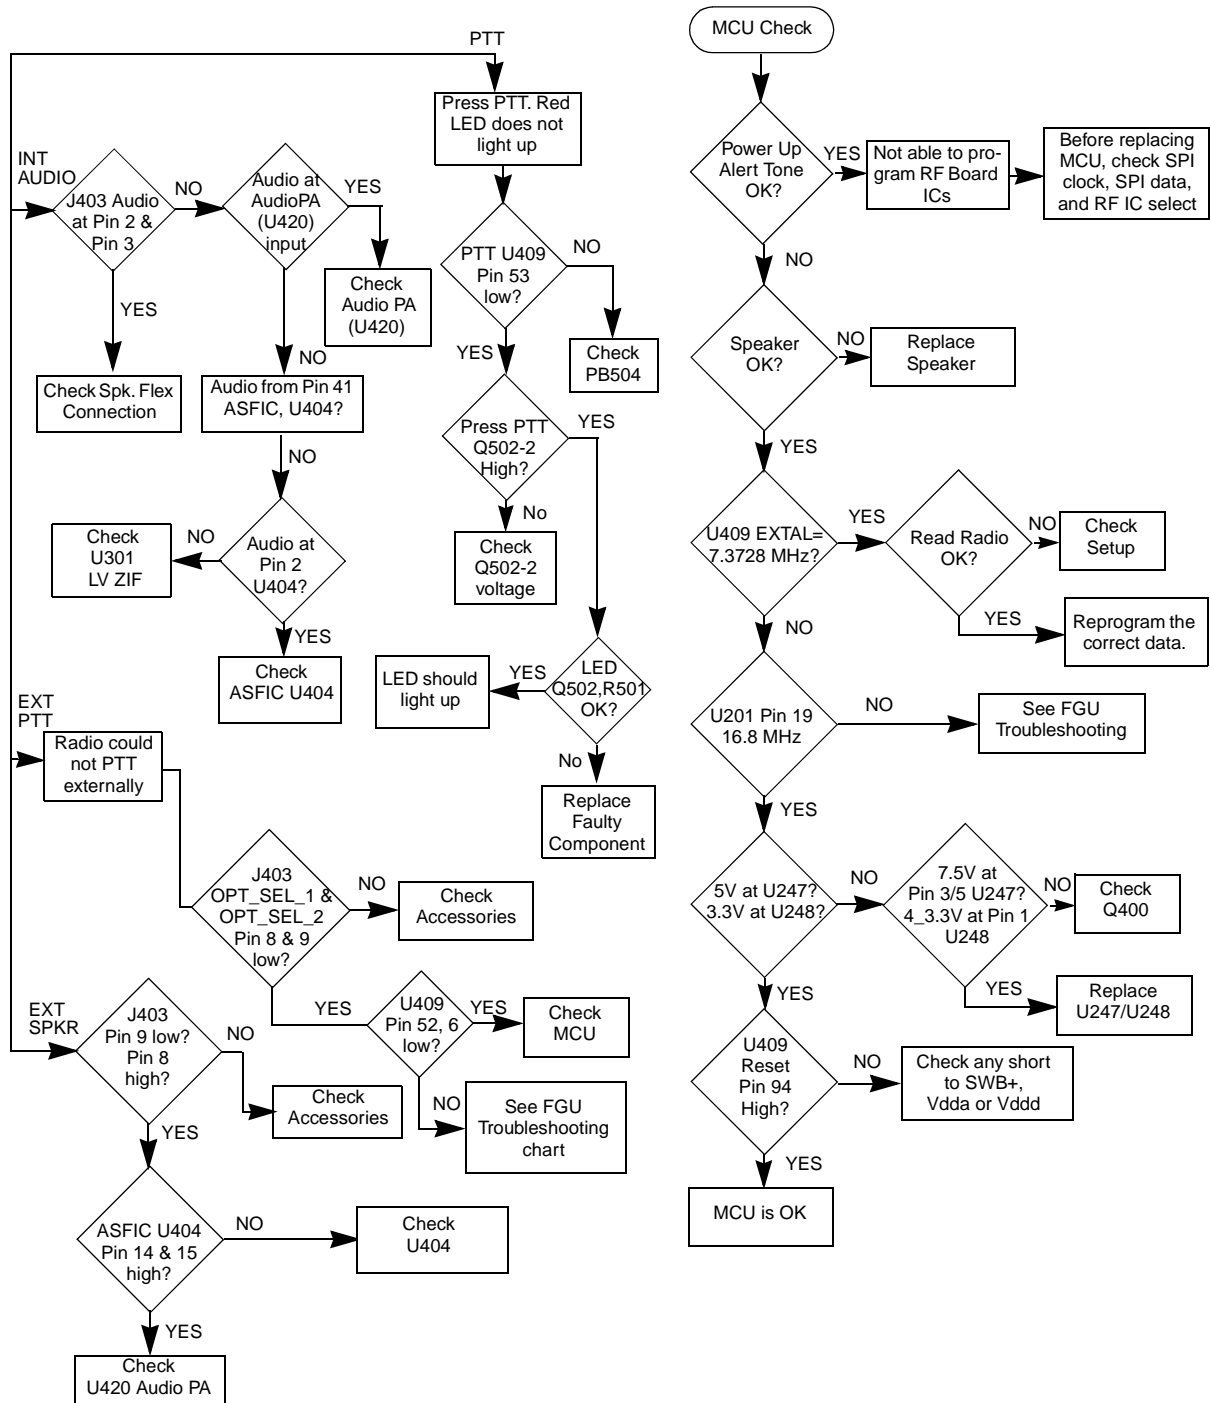 PTT
Press PTT. Red
LED does not
light up
INT
AUDIO
J403 Audio
at Pin 2 &
Pin 3
NO
Audio at
AudioPA
(U420)
input
YES
Check
Audio PA
(U420)
YES
Check Spk. Flex
Connection
NO
Audio from Pin 41
ASFIC, U404?
NO
Audio at
Pin 2
U404?
NO
Check
U301
LV ZIF
YES
Check
ASFIC U404
PTT U409
Pin 53
low?
NO
Check
PB504
YES
Press PTT
Q502-2
High?
YES
No
Check
Q502-2
voltage
LED
Q502,R501
OK?
YES
LED should
light up
No
Replace
Faulty
Component
EXT
PTT
Radio could
not PTT
externally
J403
OPT_SEL_1 &
OPT_SEL_2
Pin 8 & 9
low?
NO
Check
Accessories
YES
U409
Pin 52, 6
low?
YES
Check
MCU
NO
See FGU
Troubleshooting
chart
EXT
SPKR
J403
Pin 9 low?
Pin 8
high?
NO
Check
Accessories
YES
ASFIC U404
Pin 14 & 15
high?
NO
Check
U404
YES
Check
U420 Audio PA
MCU Check
Power Up
Alert Tone
OK?
YES
Not able to pro-
gram RF Board
ICs
Before replacing
MCU, check SPI
clock, SPI data,
and RF IC select
NO
Speaker
OK?
NO
Replace
Speaker
YES
U409 EXTAL=
7.3728 MHz?
YES
Read Radio
OK?
NO
Check
Setup
YES
Reprogram the
correct data.
NO
U201 Pin 19
16.8 MHz
NO
See FGU
Troubleshooting
YES
5V at U247?
3.3V at U248?
NO
7.5V at
Pin 3/5 U247?
4_3.3V at Pin 1
U248
NO
Check
Q400
YES
Replace
U247/U248
YES
U409
Reset
Pin 94
High?
NO
Check any short
to SWB+,
Vdda or Vddd
YES
MCU is OK